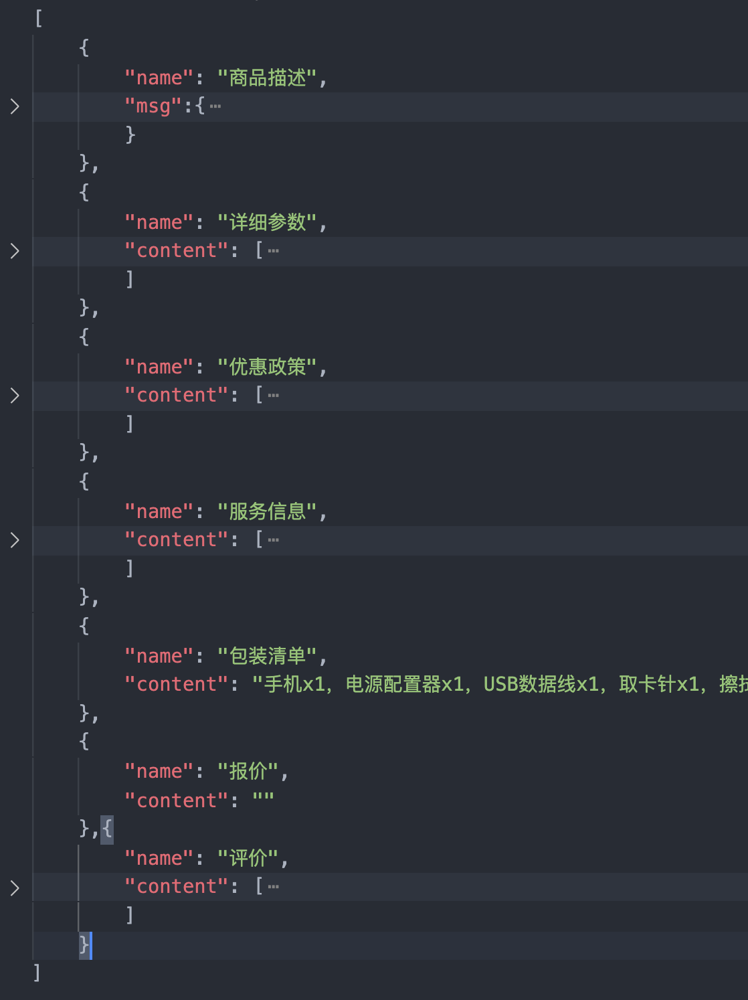 [
{
"name": "商品描述",
"msg":{⋯
}
},
{
"name": "详细参数",
"content": [⋯
]
},
{
"name": "优惠政策",
"content": [⋯
]
},
{
"name": "服务信息",
"content": [⋯
]
},
{
"name": "包装清单",
"content": "手机x1，电源配置器x1，USB数据线x1，取卡针x1，擦
},
{
"name": "报价",
"content": ""
},{
"name": "评价",
"content": [⋯
]
}
]